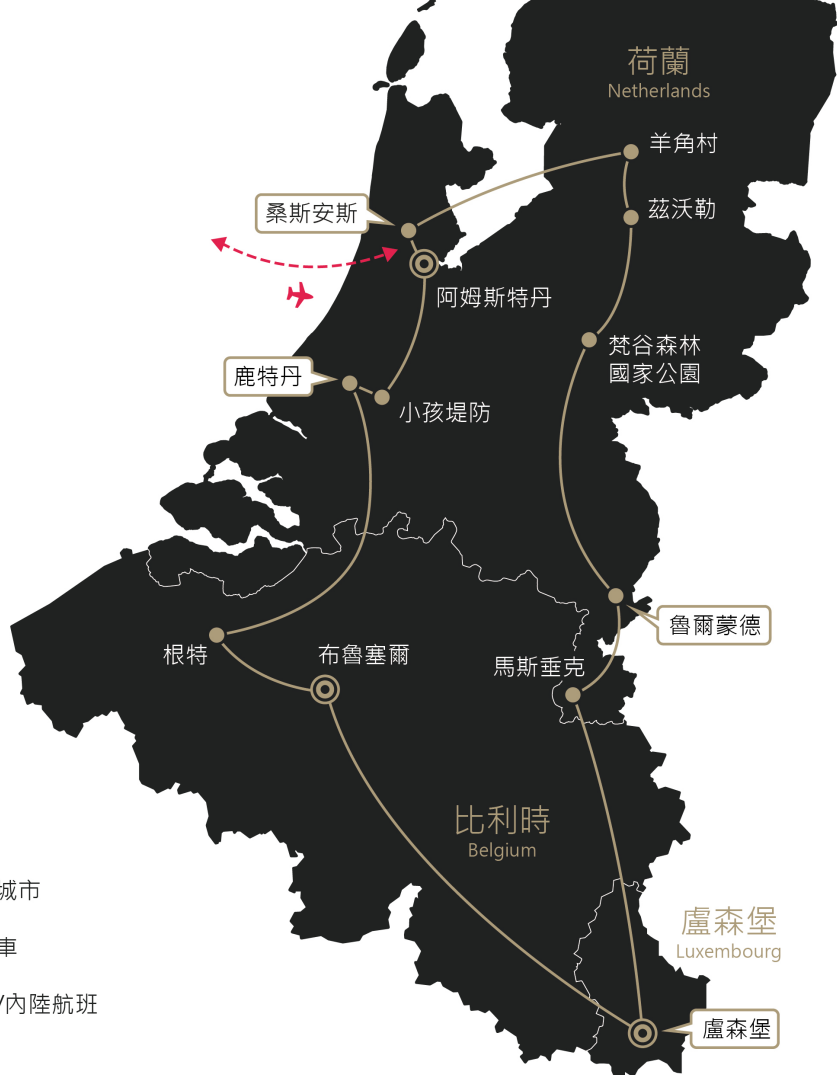 荷蘭
Netherlands
羊角村
桑斯安斯
茲沃勒
阿姆斯特丹
梵谷森林
國家公園
鹿特丹
小孩堤防
魯爾蒙德
根特
布魯塞爾
馬斯垂克
比利時
Belgium
城市
盧森堡
Luxembourg
車
/內陸航班
盧森堡